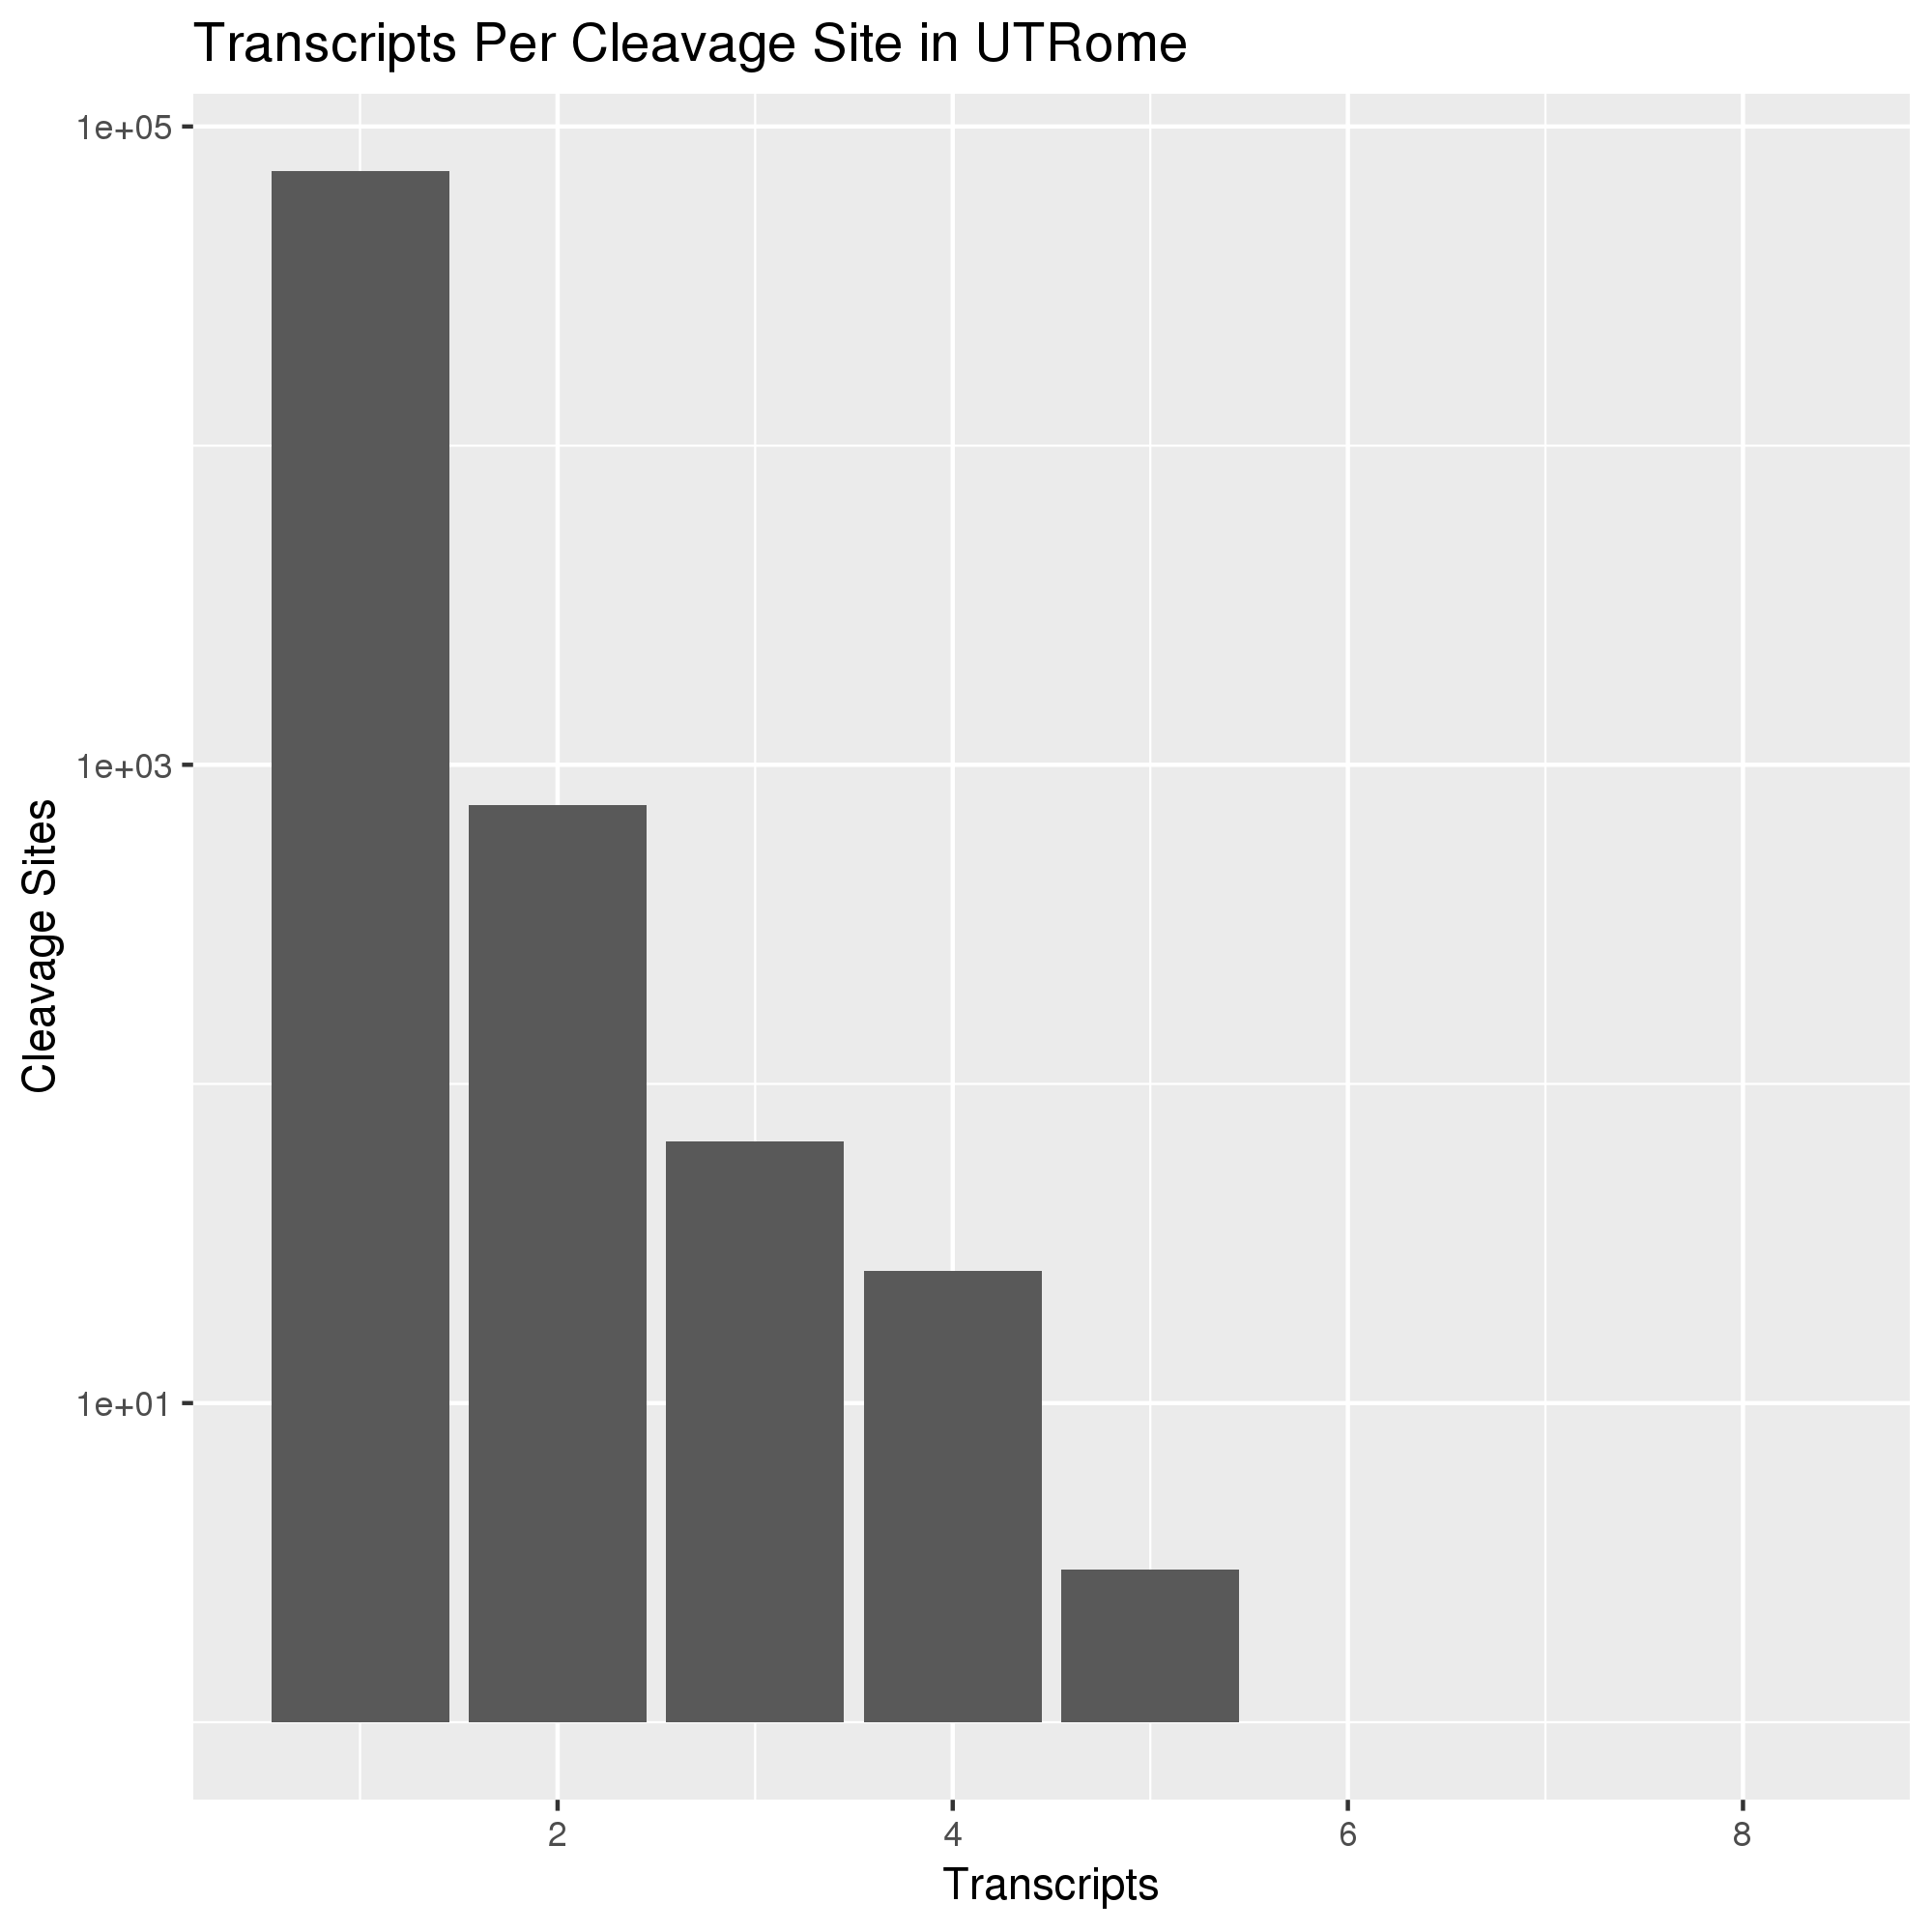 Transcripts Per Cleavage Site in UTRome
1e+05
1e+03
1e+01
Cleavage Sites
2 4 6 8
Transcripts